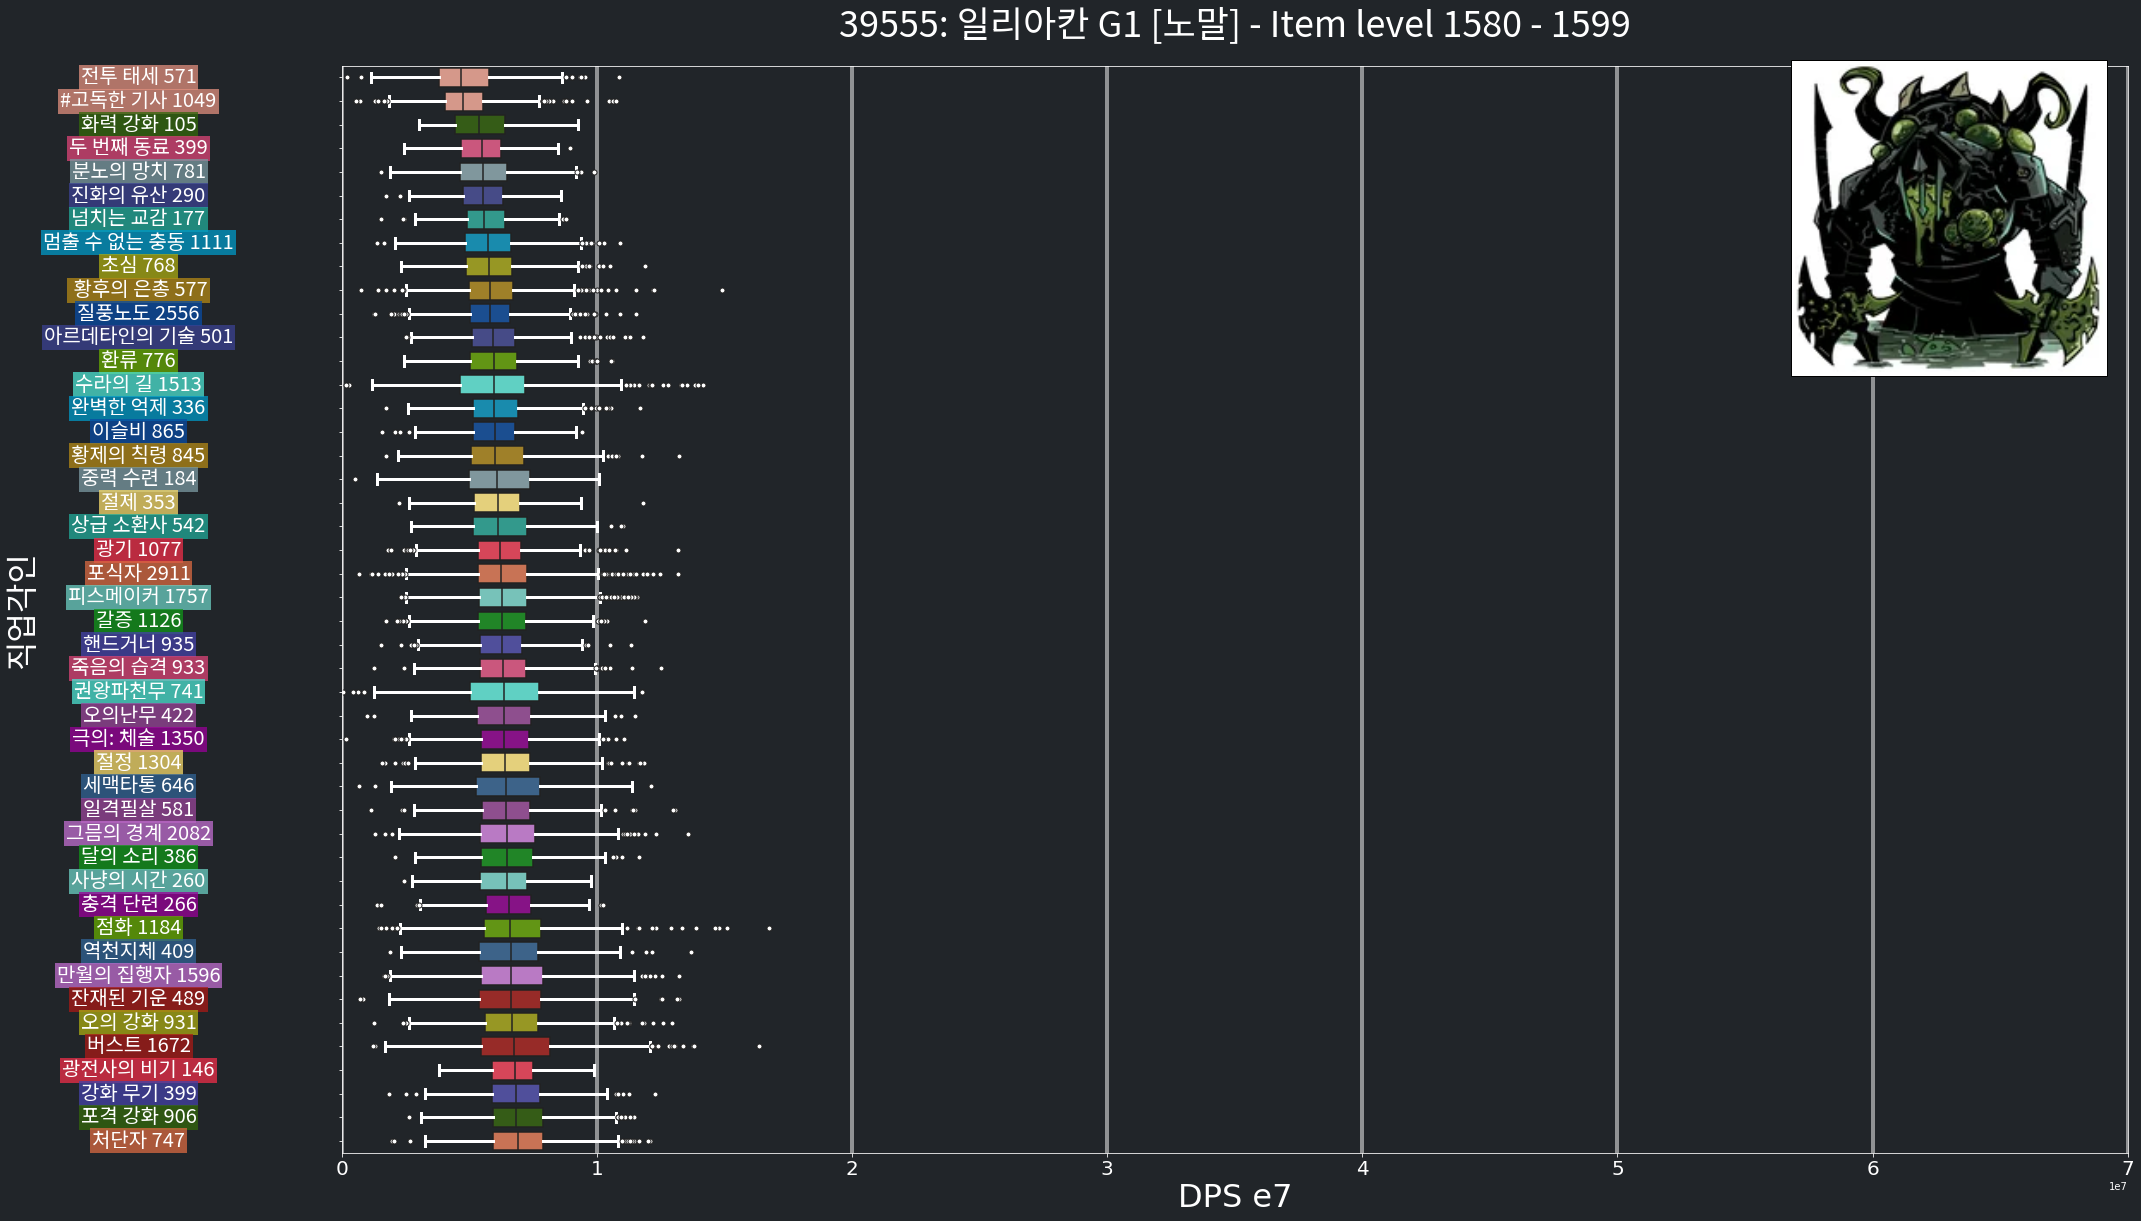 39555: 일리아칸 G1 [노말] - Item level 1580 - 1599
전투 태세 571
#고독한 기사 1049
화력 강화 105
두 번째 동료 399
분노의 망치 781
진화의 유산 290
넘치는 교감 177
멈출 수 없는 충동 1111
초심 768
황후의 은총 577
질풍노도 2556
아르데타인의 기술 501
환류 776
수라의 길 1513
완벽한 억제 336
이슬비 865
황제의 칙령 845
중력 수련 184
절제 353
상급 소환사 542
광기 1077
포식자 2911
피스메이커 1757
갈증 1126
핸드거너 935
죽음의 습격 933
권왕파천무 741
오의난무 422
극의: 체술 1350
절정 1304
세맥타통 646
일격필살 581
그믐의 경계 2082
달의 소리 386
사냥의 시간 260
충격 단련 266
점화 1184
역천지체 409
만월의 집행자 1596
잔재된 기운 489
오의 강화 931
버스트 1672
광전사의 비기 146
강화 무기 399
포격 강화 906
처단자 747
직업각인
0 1 2 3 4 5 6 7
1e7
DPS e7